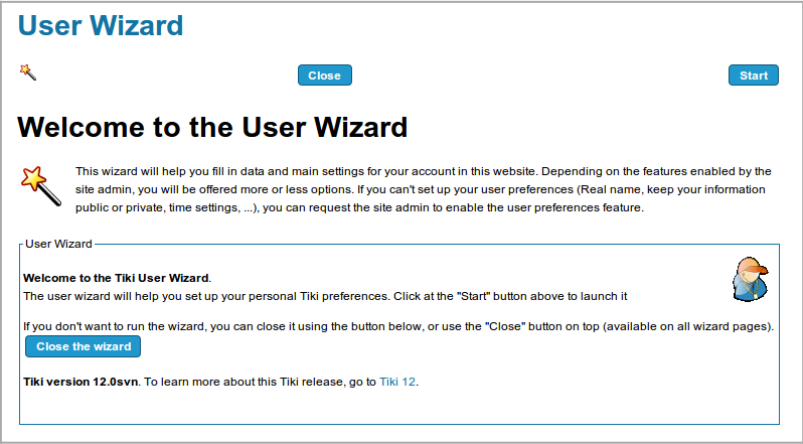 User Wizard
Close
Start
Welcome to the User Wizard
This wizard will help you fill in data and main settings for your account in this website. Depending on the features enabled by the
site admin, you will be offered more or less options. If you can't set up your user preferences (Real name, keep your information
public or private, time settings, ...), you can request the site admin to enable the user preferences feature.
User Wizard
Welcome to the Tiki User Wizard.
The user wizard will help you set up your personal Tiki preferences. Click at the "Start" button above to launch it
If you don't want to run the wizard, you can close it using the button below, or use the "Close" button on top (available on all wizard pages).
Close the wizard
Tiki version 12.0svn. To learn more about this Tiki release, go to Tiki 12.